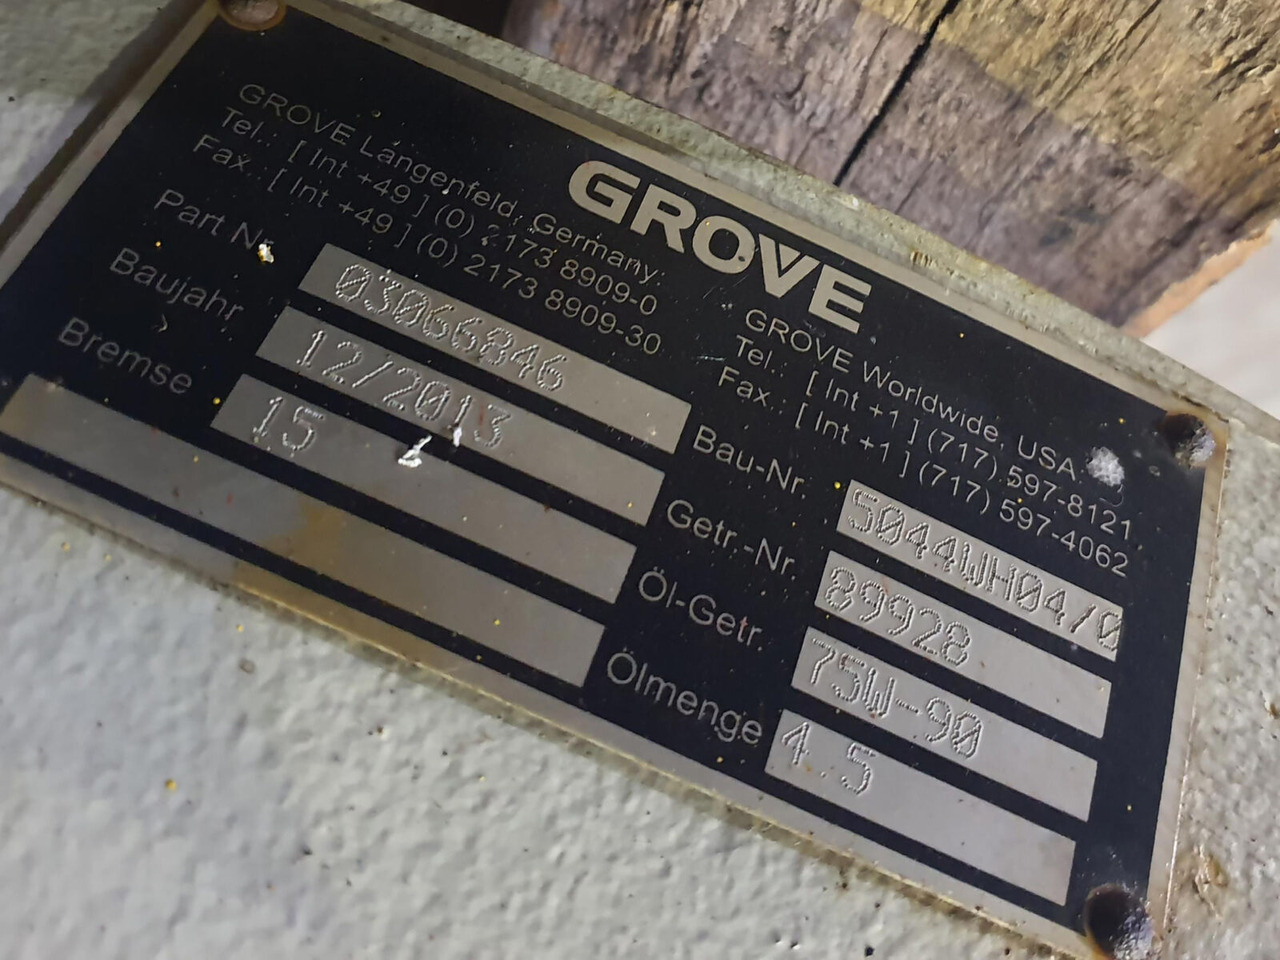 GROVE
GROVE Langenfeld, Germany:
Tel.: [ Int +49 ] (0) 2173 8909-0
Fax.: [ Int +49 ] (0) 2173 8909-30
GROVE Worldwide, USA:
Tel.: [ Int +1 ] (717) 597-8121
Fax.: [ Int +1 ] (717) 597-4062
Part Nr. 03066846
Baujahr 12/2013
Bremse 15
Bau-Nr. 5044WH04/0
Getr.-Nr. 89928
Öl-Getr. 75W-90
Ölmenge 4.5